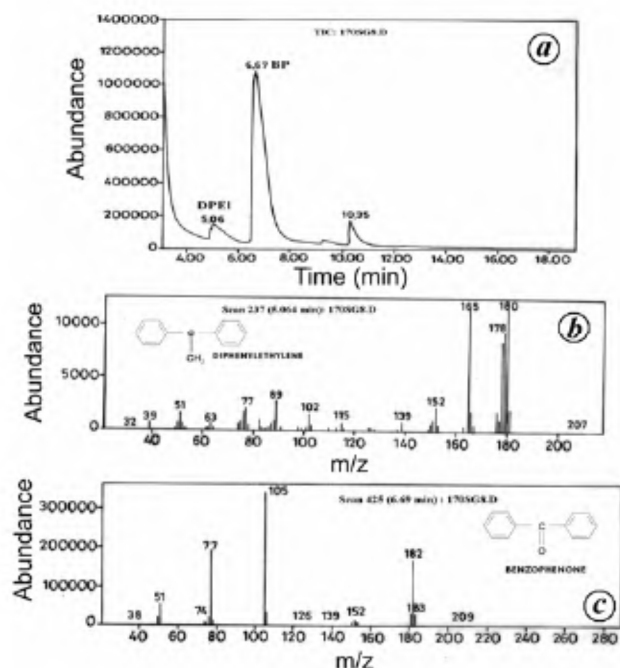 TIC: 170SG8.D
a
Abundance
1400000
1200000
1000000
800000
600000
400000
200000
0
6.67 BP
DPEI
5.06
10.35
4.00 6.00 8.00 10.00 12.00 14.00 16.00 18.00
Time (min)
Scan 237 (5.064 min): 170SG8.D
b
Abundance
10000
5000
0
C
CH2
DIPHENYLETHYLENE
32 39 51 63 77 89 102 115 139 152 165 178 180 207
40 60 80 100 120 140 160 180 200
m/z
Scan 425 (6.69 min) : 170SG8.D
c
Abundance
300000
200000
100000
0
C
O
BENZOPHENONE
38 51 74 77 105 126 139 152 182 183 209
40 60 80 100 120 140 160 180 200 220 240 260 280
m/z